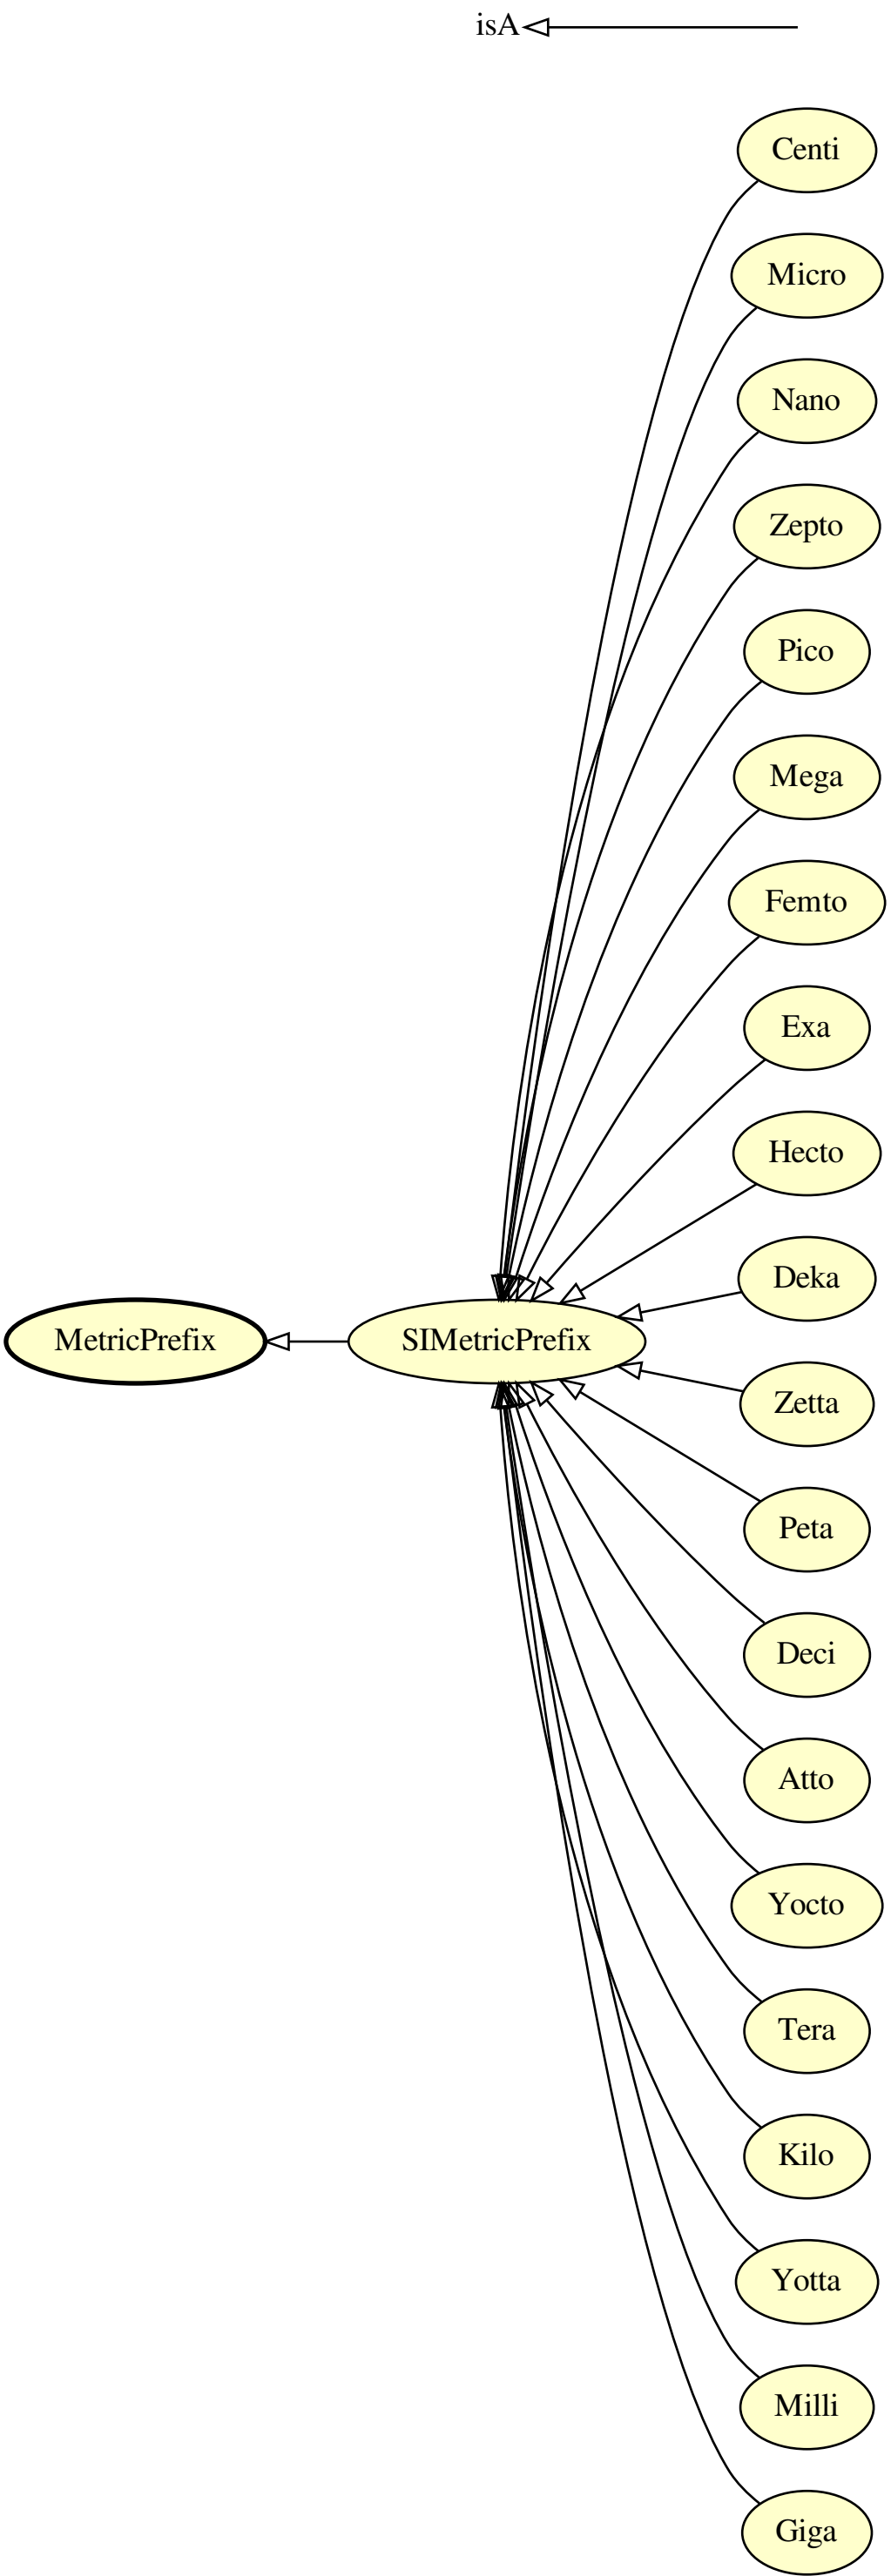 isA
Centi
Micro
Nano
Zepto
Pico
Mega
Femto
Exa
Hecto
Deka
MetricPrefix
SIMetricPrefix
Zetta
Peta
Deci
Atto
Yocto
Tera
Kilo
Yotta
Milli
Giga